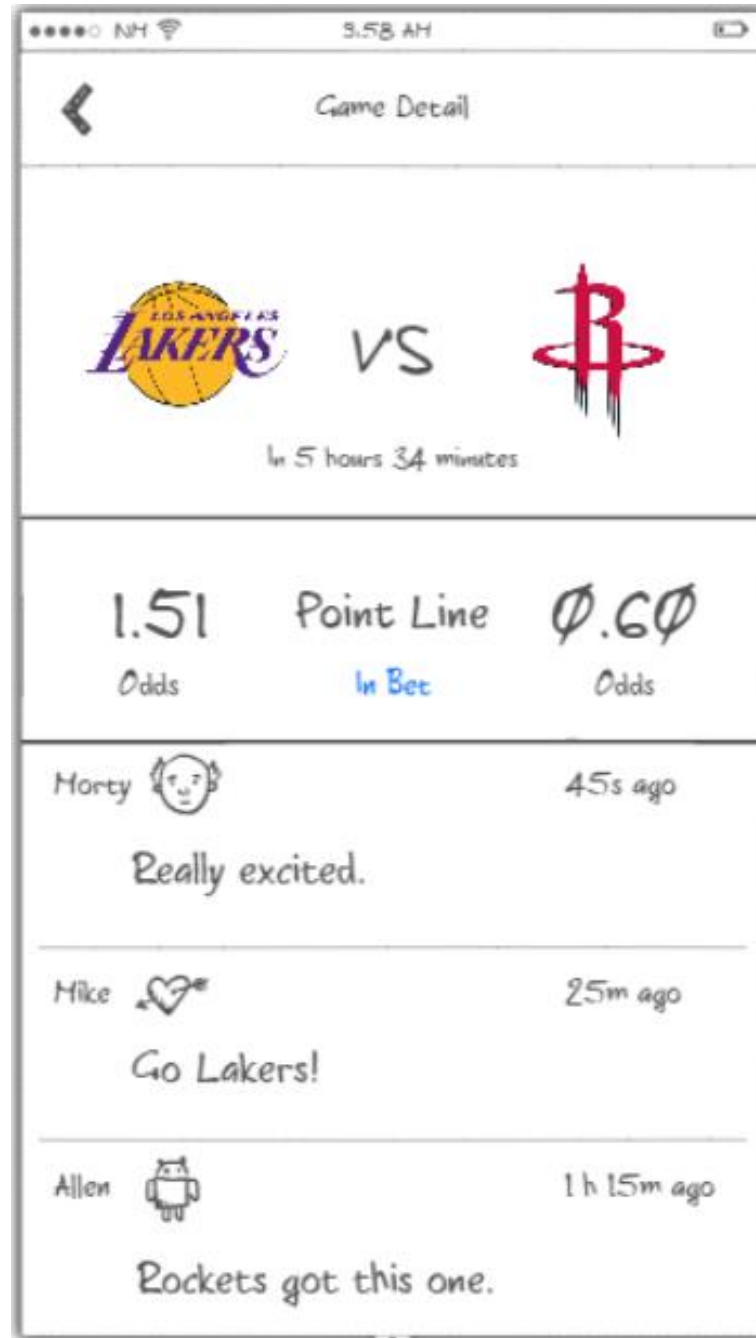 NM 9:58 AM
Game Detail
LOS ANGELES
LAKERS
VS
R
In 5 hours 34 minutes
1.51 Point Line 0.60
Odds In Bet Odds
Morty 45s ago
Really excited.
Mike 25m ago
Go Lakers!
Allen 1 h 15m ago
Rockets got this one.